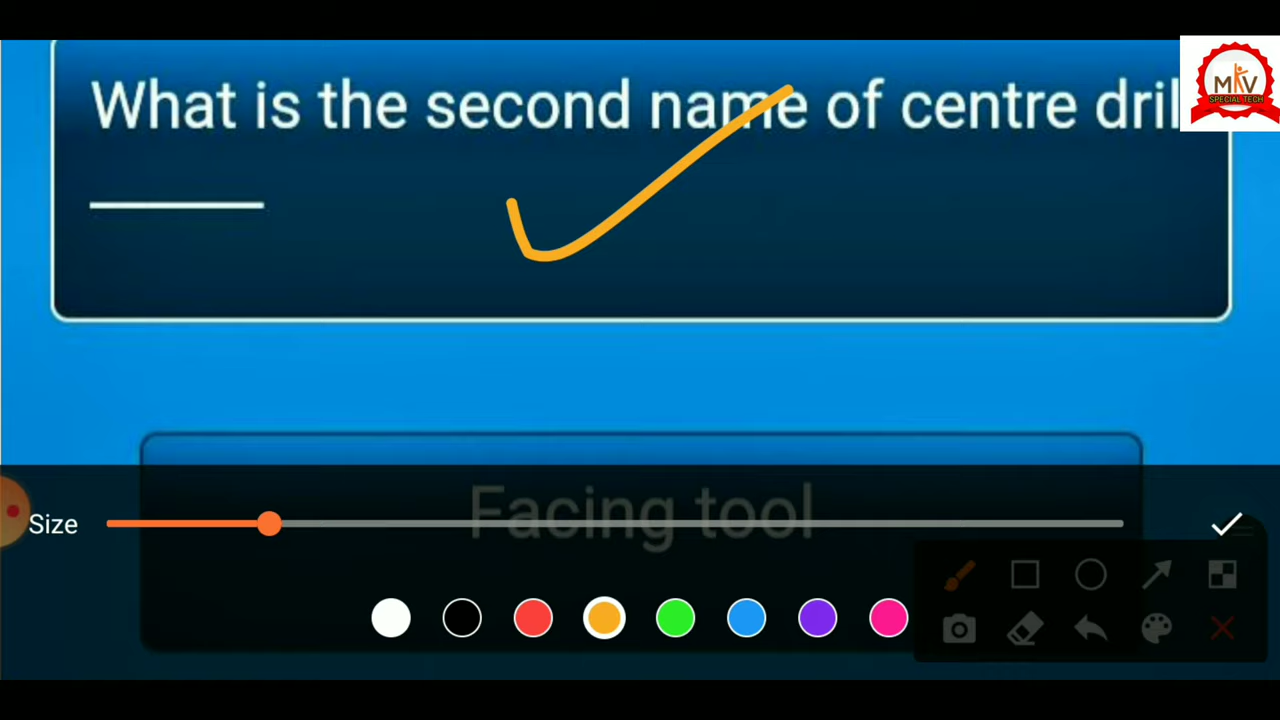 What is the second name of centre dril
MKV
SPECIAL TECH
Facing tool
Size